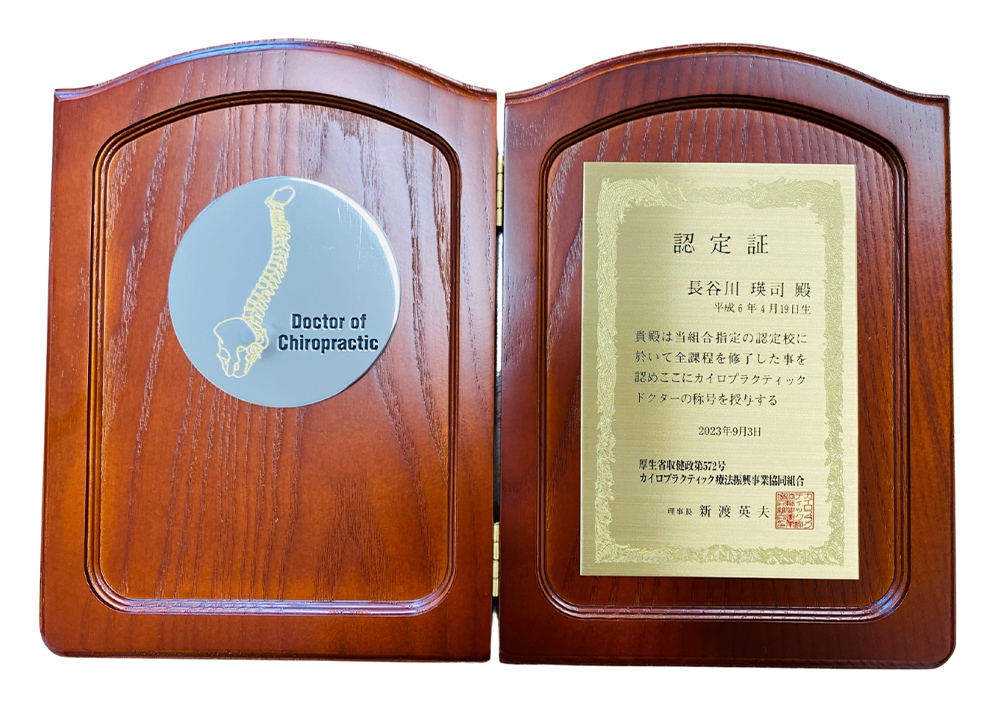 Doctor of
Chiropractic
認定証
長谷川 瑛司 殿
平成6年4月19日生
貴殿は当組合指定の認定校に
於いて全課程を修了した事を
認めここにカイロプラクティック
ドクターの称号を授与する
2023年9月3日
厚生省収健政第572号
カイロプラクティック療法振興事業協同組合
理事長 新渡英夫